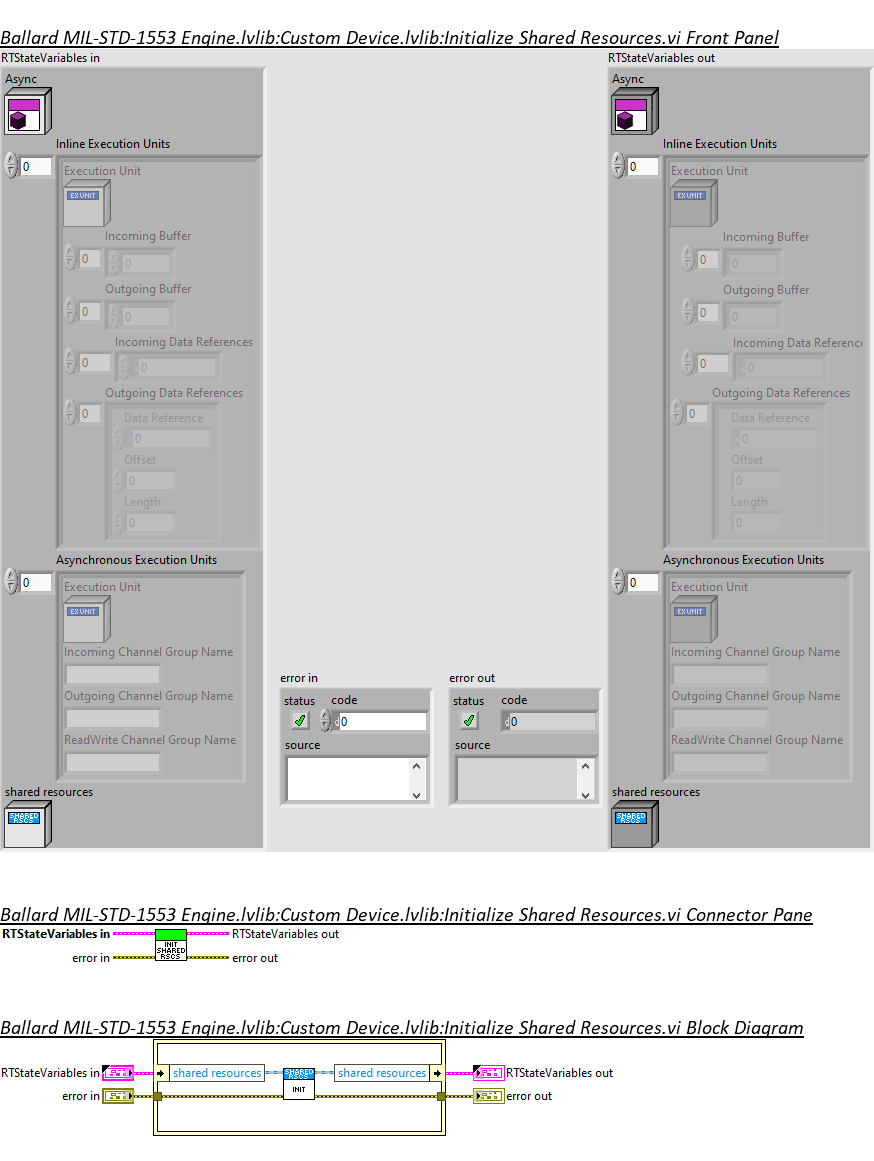 Ballard MIL-STD-1553 Engine.lvlib:Custom Device.lvlib:Initialize Shared Resources.vi Front Panel
RTStateVariables in
RTStateVariables out
Async
Async
Inline Execution Units
Inline Execution Units
0
Execution Unit
0
Execution Unit
EX UNIT
EX UNIT
Incoming Buffer
Incoming Buffer
0
0
0
0
Outgoing Buffer
Outgoing Buffer
0
0
0
0
Incoming Data References
Incoming Data Referenc
0
x0
0
x0
Outgoing Data References
Outgoing Data References
0
Data Reference
0
Data Reference
x0
x0
Offset
Offset
0
0
Length
Length
0
0
Asynchronous Execution Units
Asynchronous Execution Units
0
Execution Unit
0
Execution Unit
EX UNIT
EX UNIT
Incoming Channel Group Name
Incoming Channel Group Name
error in
error out
Outgoing Channel Group Name
Outgoing Channel Group Name
status
code
status
code
d0
d0
ReadWrite Channel Group Name
ReadWrite Channel Group Name
source
source
shared resources
shared resources
SHARED
RSCS
SHARED
RSCS
Ballard MIL-STD-1553 Engine.lvlib:Custom Device.lvlib:Initialize Shared Resources.vi Connector Pane
RTStateVariables in
RTStateVariables out
INIT
SHARED
RSCS
error in
error out
Ballard MIL-STD-1553 Engine.lvlib:Custom Device.lvlib:Initialize Shared Resources.vi Block Diagram
RTStateVariables in
shared resources
SHARED
RSCS
INIT
shared resources
RTStateVariables out
error in
error out